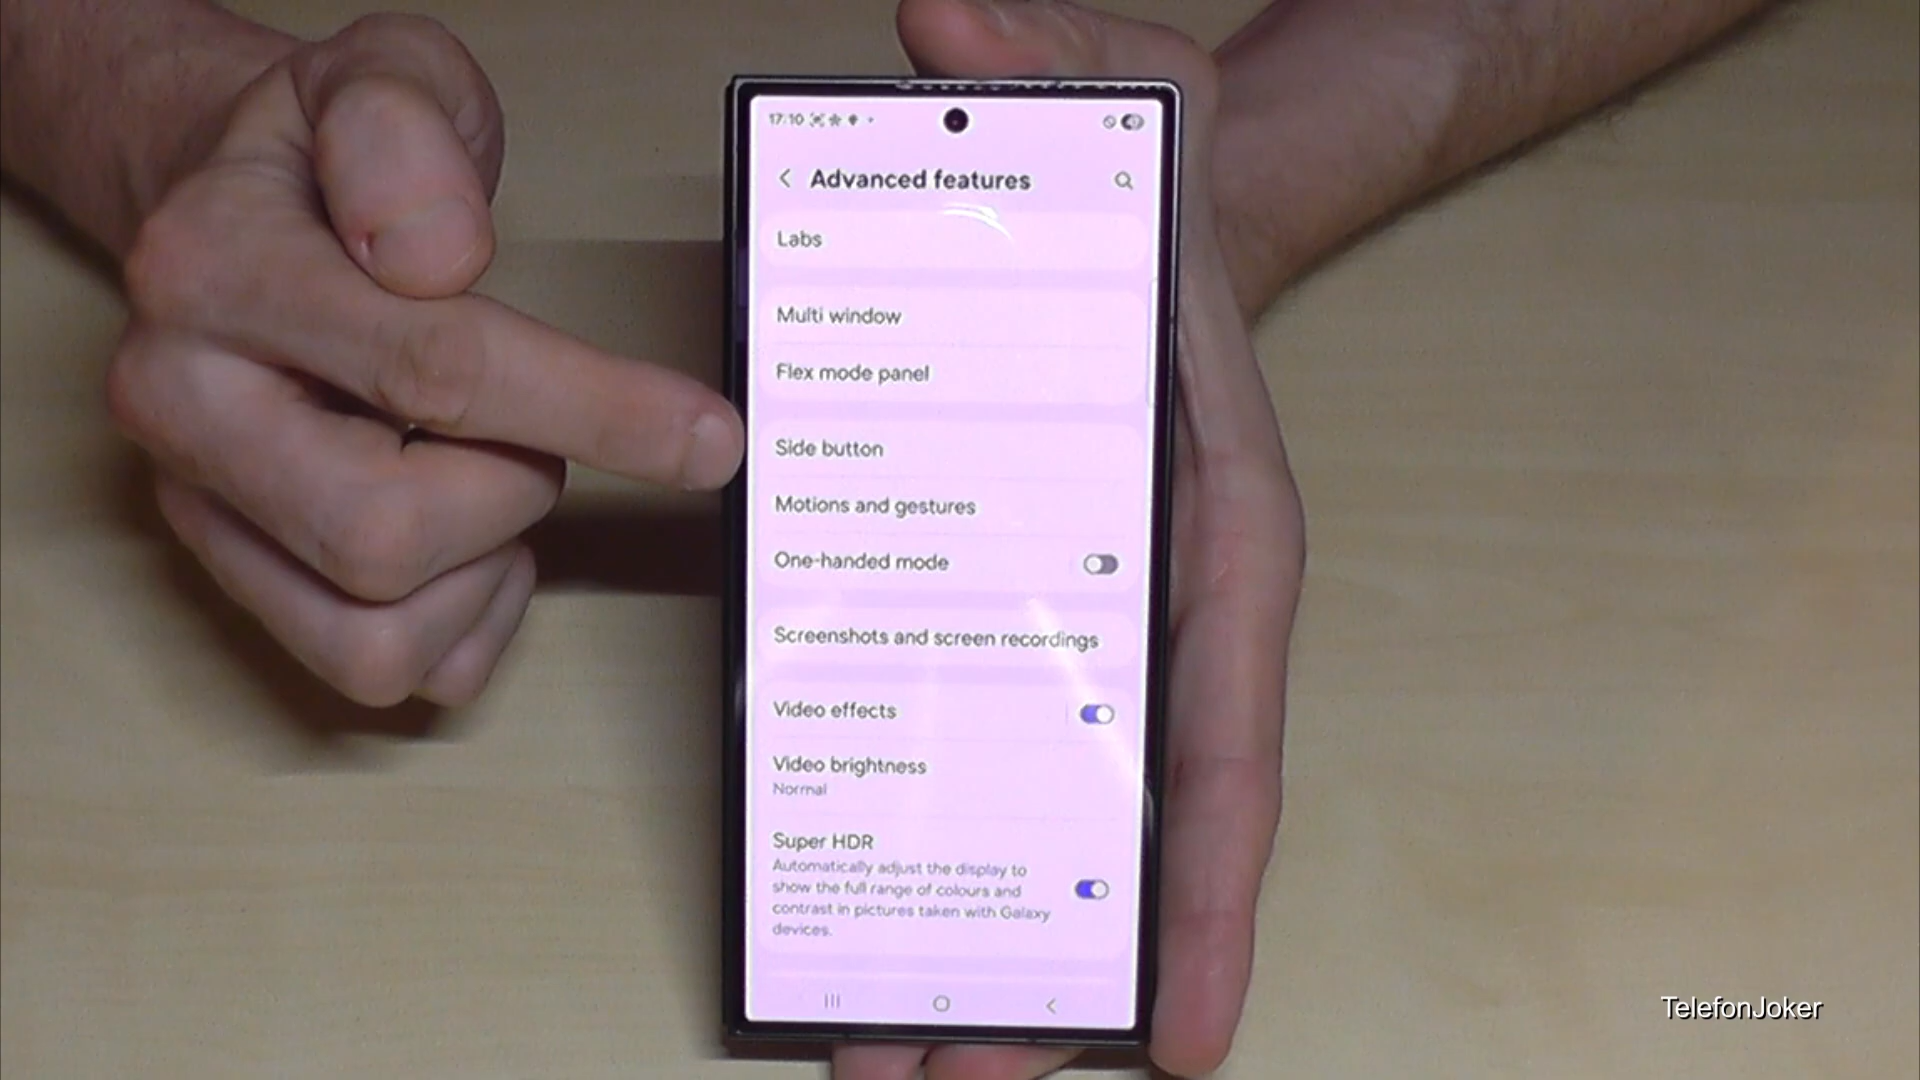 17:10
Advanced features
Labs
Multi window
Flex mode panel
Side button
Motions and gestures
One-handed mode
Screenshots and screen recordings
Video effects
Video brightness
Normal
Super HDR
Automatically adjust the display to
show the full range of colours and
contrast in pictures taken with Galaxy
devices.
TelefonJoker